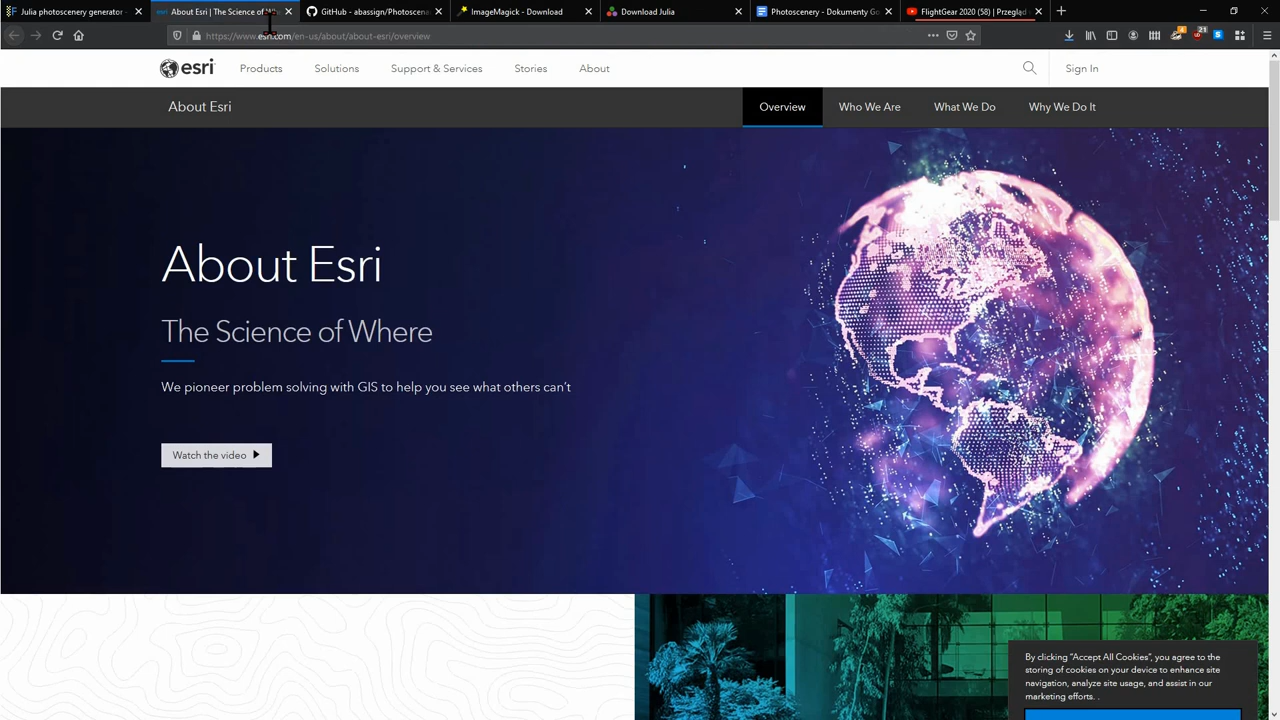 Julia photoscenery generator -
About Esri | The Science of Wh
GitHub - abassign/Photoscena
ImageMagick - Download
Download Julia
Photoscenery - Dokumenty Go
FlightGear 2020 (58) | Przegląd
https://www.esri.com/en-us/about/about-esri/overview
esri
Products
Solutions
Support & Services
Stories
About
Sign In
About Esri
Overview
Who We Are
What We Do
Why We Do It
About Esri
The Science of Where
We pioneer problem solving with GIS to help you see what others can't
Watch the video
By clicking "Accept All Cookies", you agree to the
storing of cookies on your device to enhance site
navigation, analyze site usage, and assist in our
marketing efforts. .